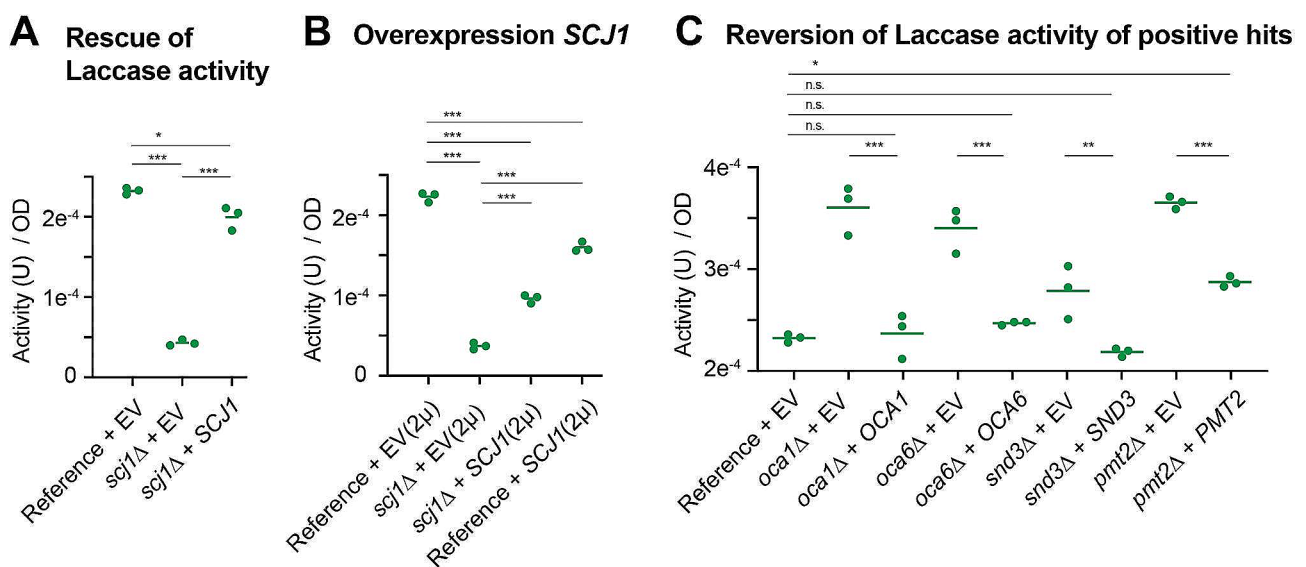 A Rescue of
Laccase activity
*
***
***
Activity (U) / OD
2e-4
1e-4
0
Reference + EV
scj1Δ + EV
scj1Δ + SCJ1
B Overexpression SCJ1
***
***
***
***
***
Activity (U) / OD
2e-4
1e-4
0
Reference + EV(2µ)
scj1Δ + EV(2µ)
scj1Δ + SCJ1(2µ)
Reference + SCJ1(2µ)
C Reversion of Laccase activity of positive hits
*
n.s.
n.s.
n.s.
*** *** ** ***
Activity (U) / OD
4e-4
3e-4
2e-4
Reference + EV
oca1Δ + EV
oca1Δ + OCA1
oca6Δ + EV
oca6Δ + OCA6
snd3Δ + EV
snd3Δ + SND3
pmt2Δ + EV
pmt2Δ + PMT2